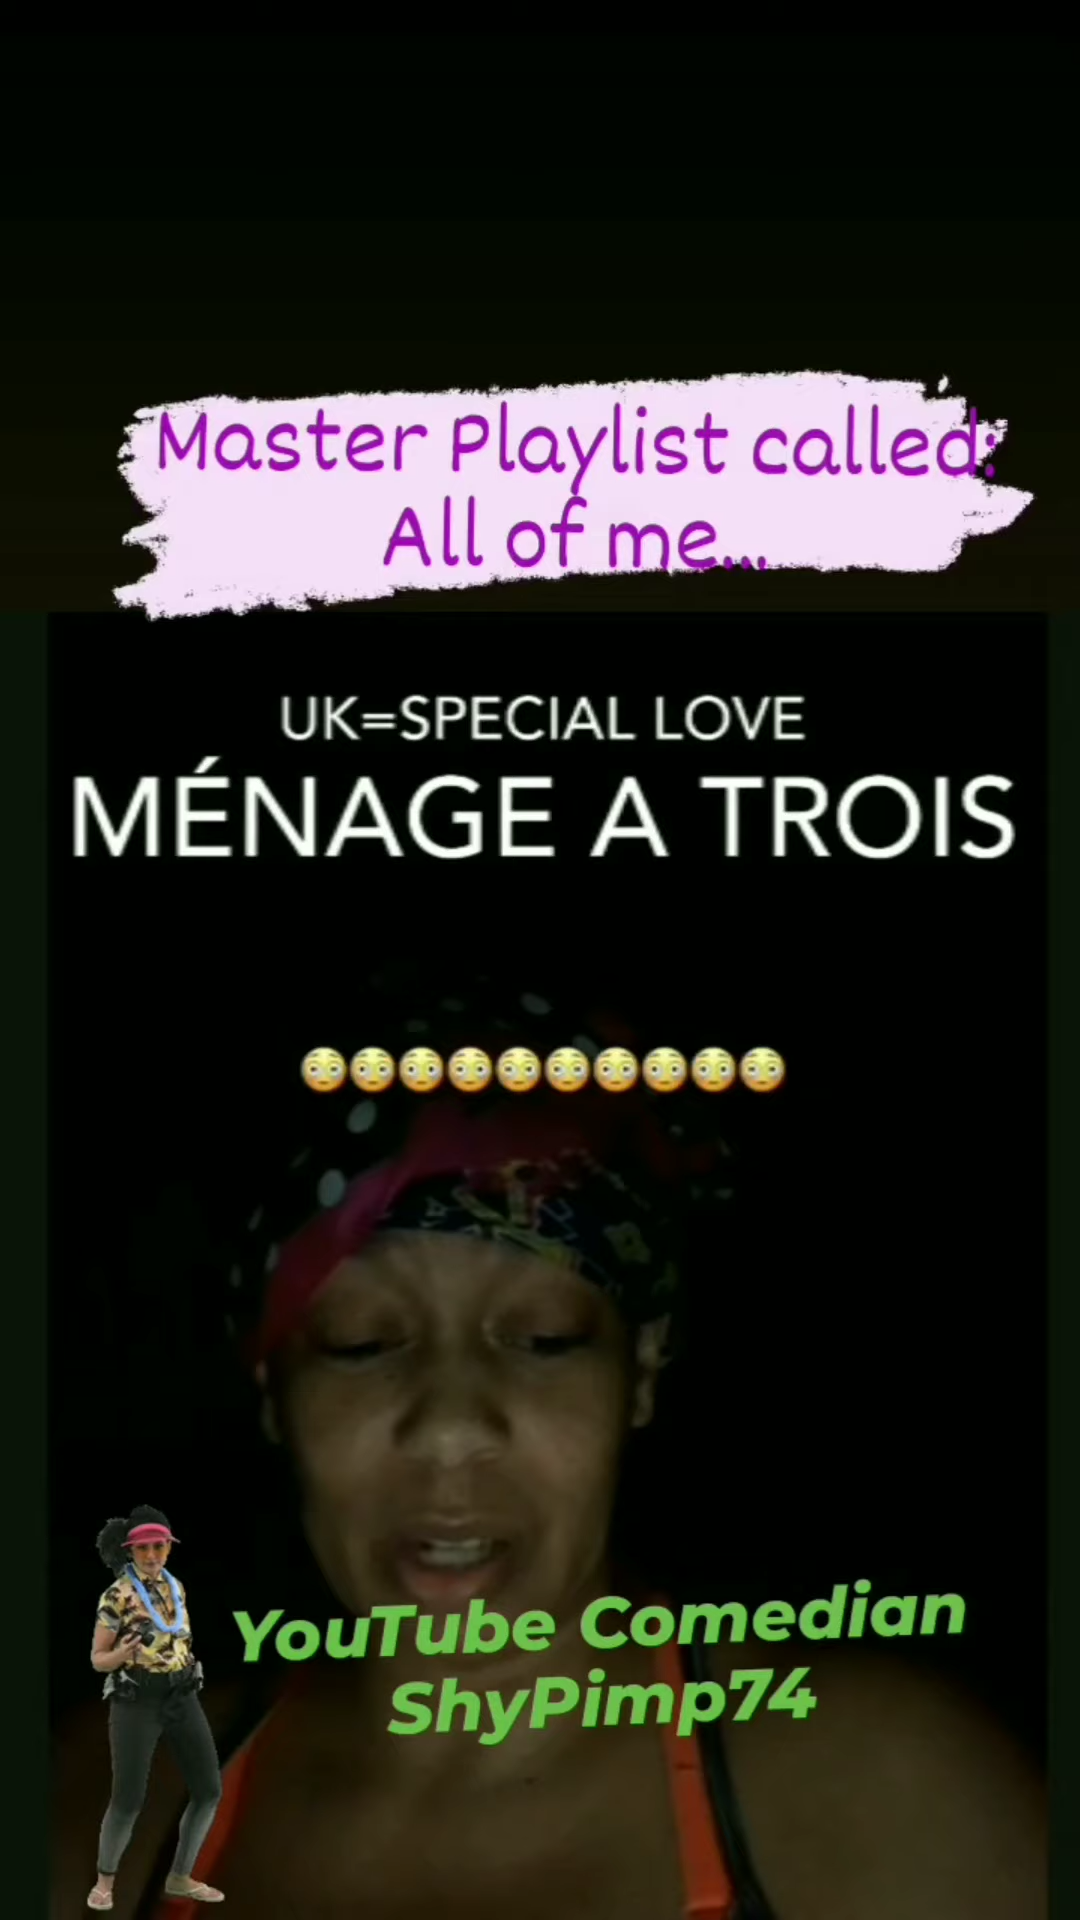 Master Playlist called:
All of me...
UK=SPECIAL LOVE
MÉNAGE A TROIS
😳😳😳😳😳😳😳😳😳😳
YouTube Comedian
ShyPimp74